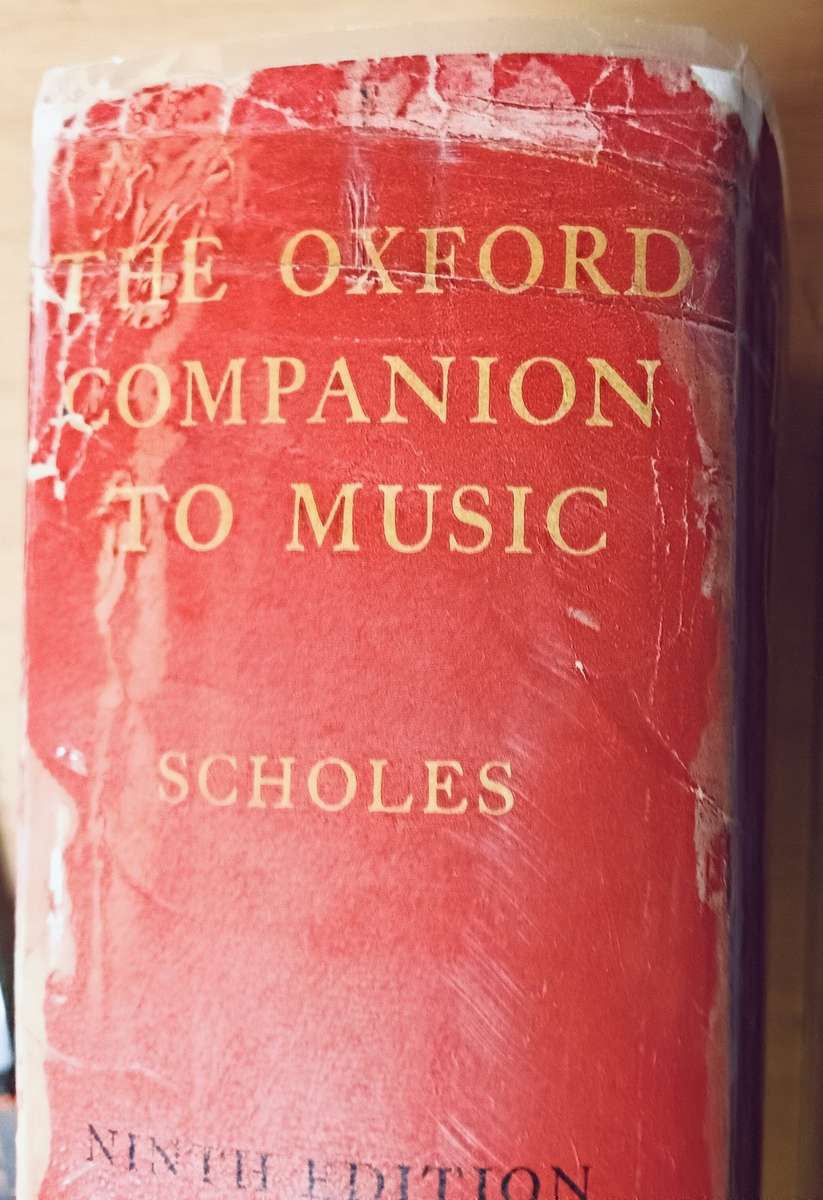 THE OXFORD
COMPANION
TO MUSIC
SCHOLES
NINTH EDITION